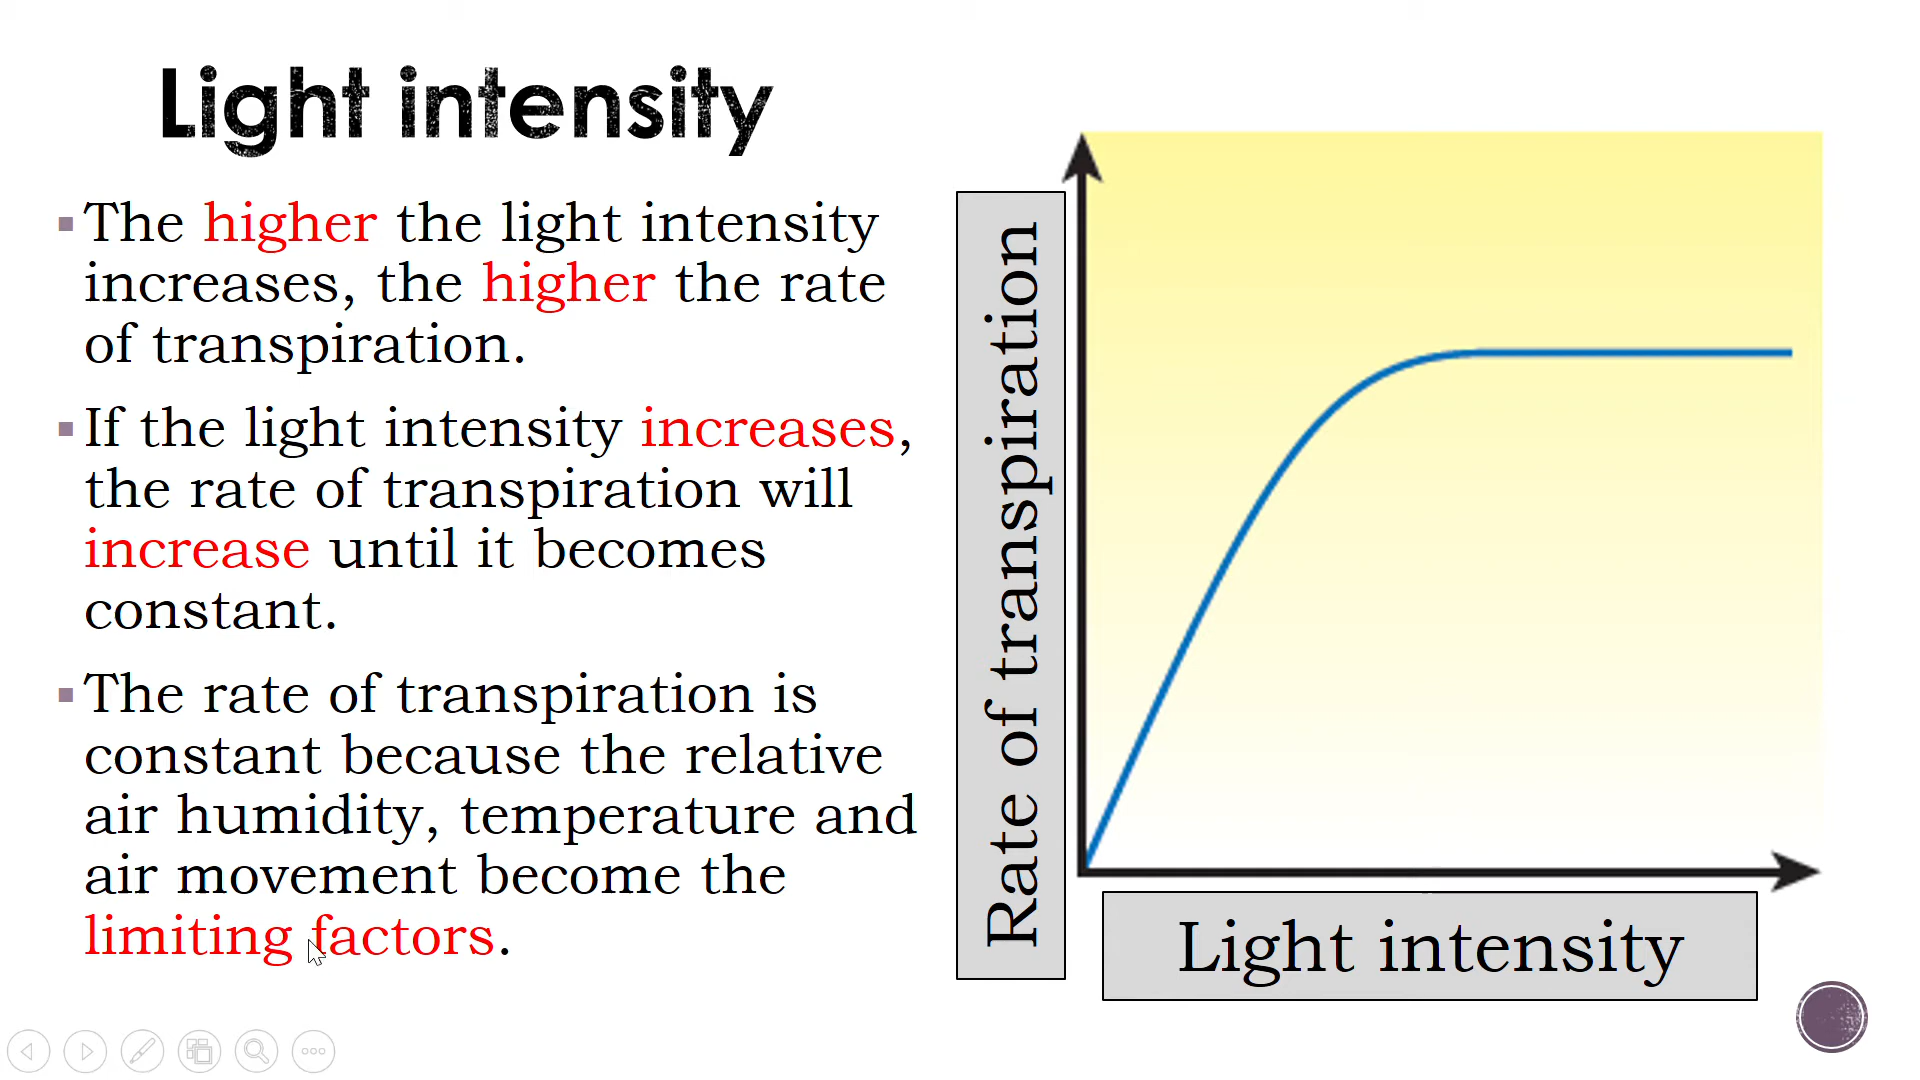 Light intensity
▪The higher the light intensity
increases, the higher the rate
of transpiration.
▪If the light intensity increases,
the rate of transpiration will
increase until it becomes
constant.
▪The rate of transpiration is
constant because the relative
air humidity, temperature and
air movement become the
limiting factors.
Rate of transpiration
Light intensity